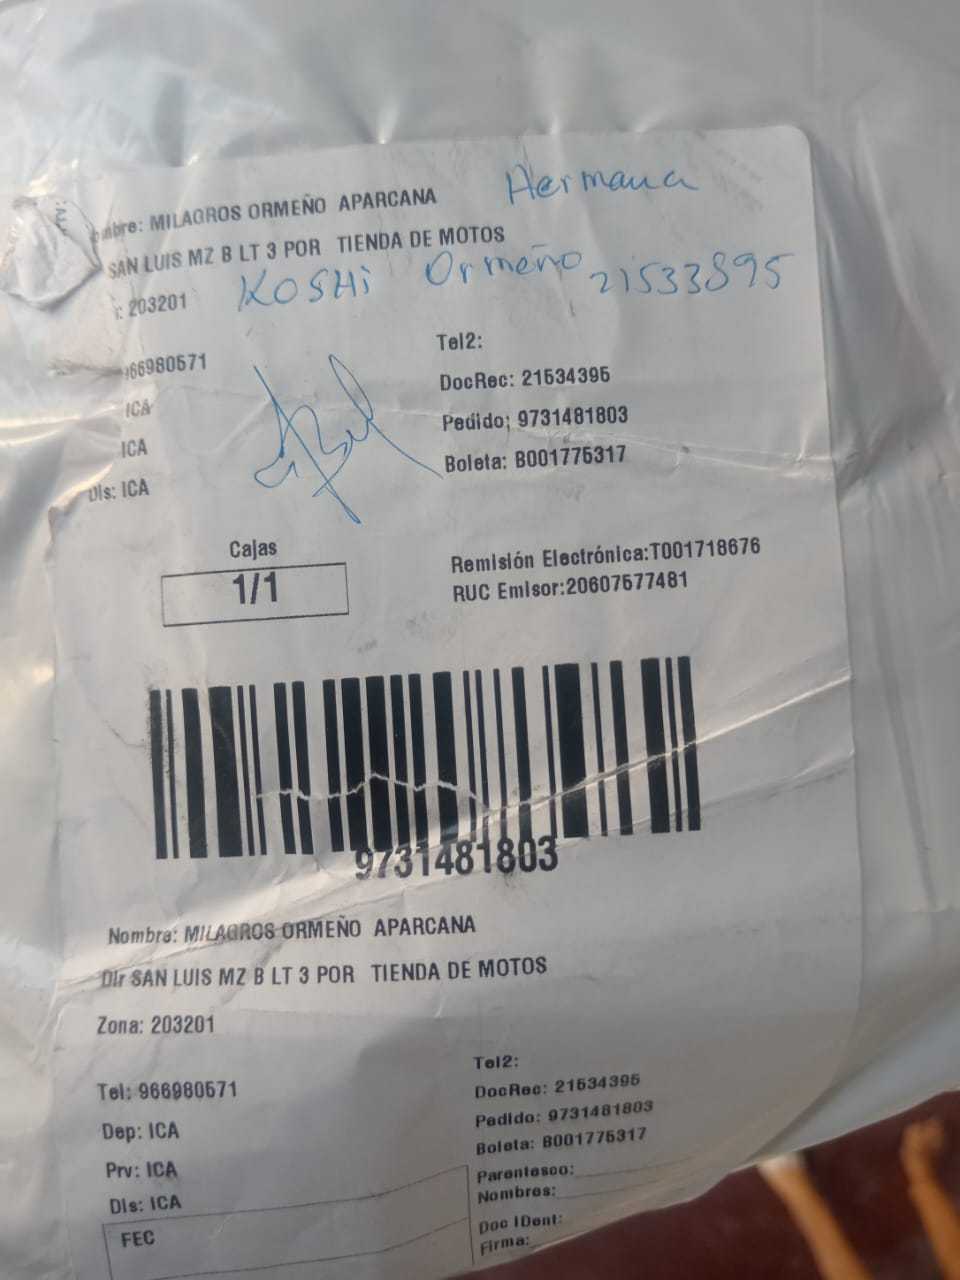 Hermana
mbre: MILAGROS ORMEÑO APARCANA
SAN LUIS MZ B LT 3 POR TIENDA DE MOTOS
: 203201
KOSHI Ormeño 21533895
Tel2:
66980571
DocRec: 21534395
ICA
Pedido: 9731481803
ICA
Boleta: B001775317
Dis: ICA
Cajas
1/1
Remisión Electrónica:T001718676
RUC Emisor:20607577481
9731481803
Nombre: MILAGROS ORMEÑO APARCANA
Dir SAN LUIS MZ B LT 3 POR TIENDA DE MOTOS
Zona: 203201
Tel2:
Tel: 966980571
DocRec: 21534395
Dep: ICA
Pedido: 9731481803
Prv: ICA
Boleta: B001775317
Dis: ICA
Parentesco:
Nombres:
FEC
Doc IDent:
Firma: